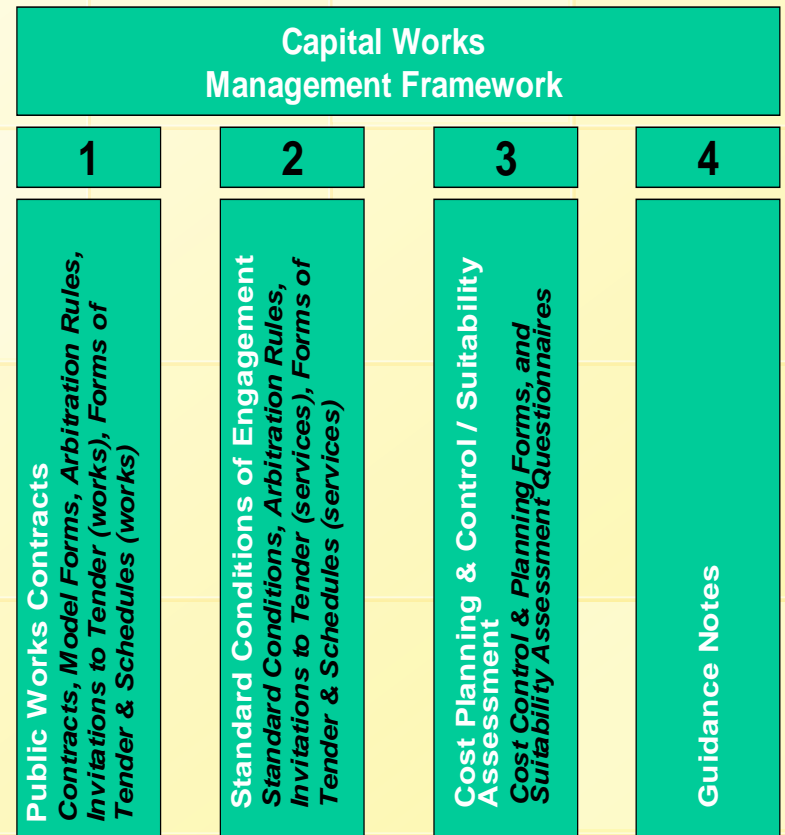 Capital Works
Management Framework
1
2
3
4
Public Works Contracts
Contracts, Model Forms, Arbitration Rules,
Invitations to Tender (works), Forms of
Tender & Schedules (works)
Standard Conditions of Engagement
Standard Conditions, Arbitration Rules,
Invitations to Tender (services), Forms of
Tender & Schedules (services)
Cost Planning & Control / Suitability
Assessment
Cost Control & Planning Forms, and
Suitability Assessment Questionnaires
Guidance Notes